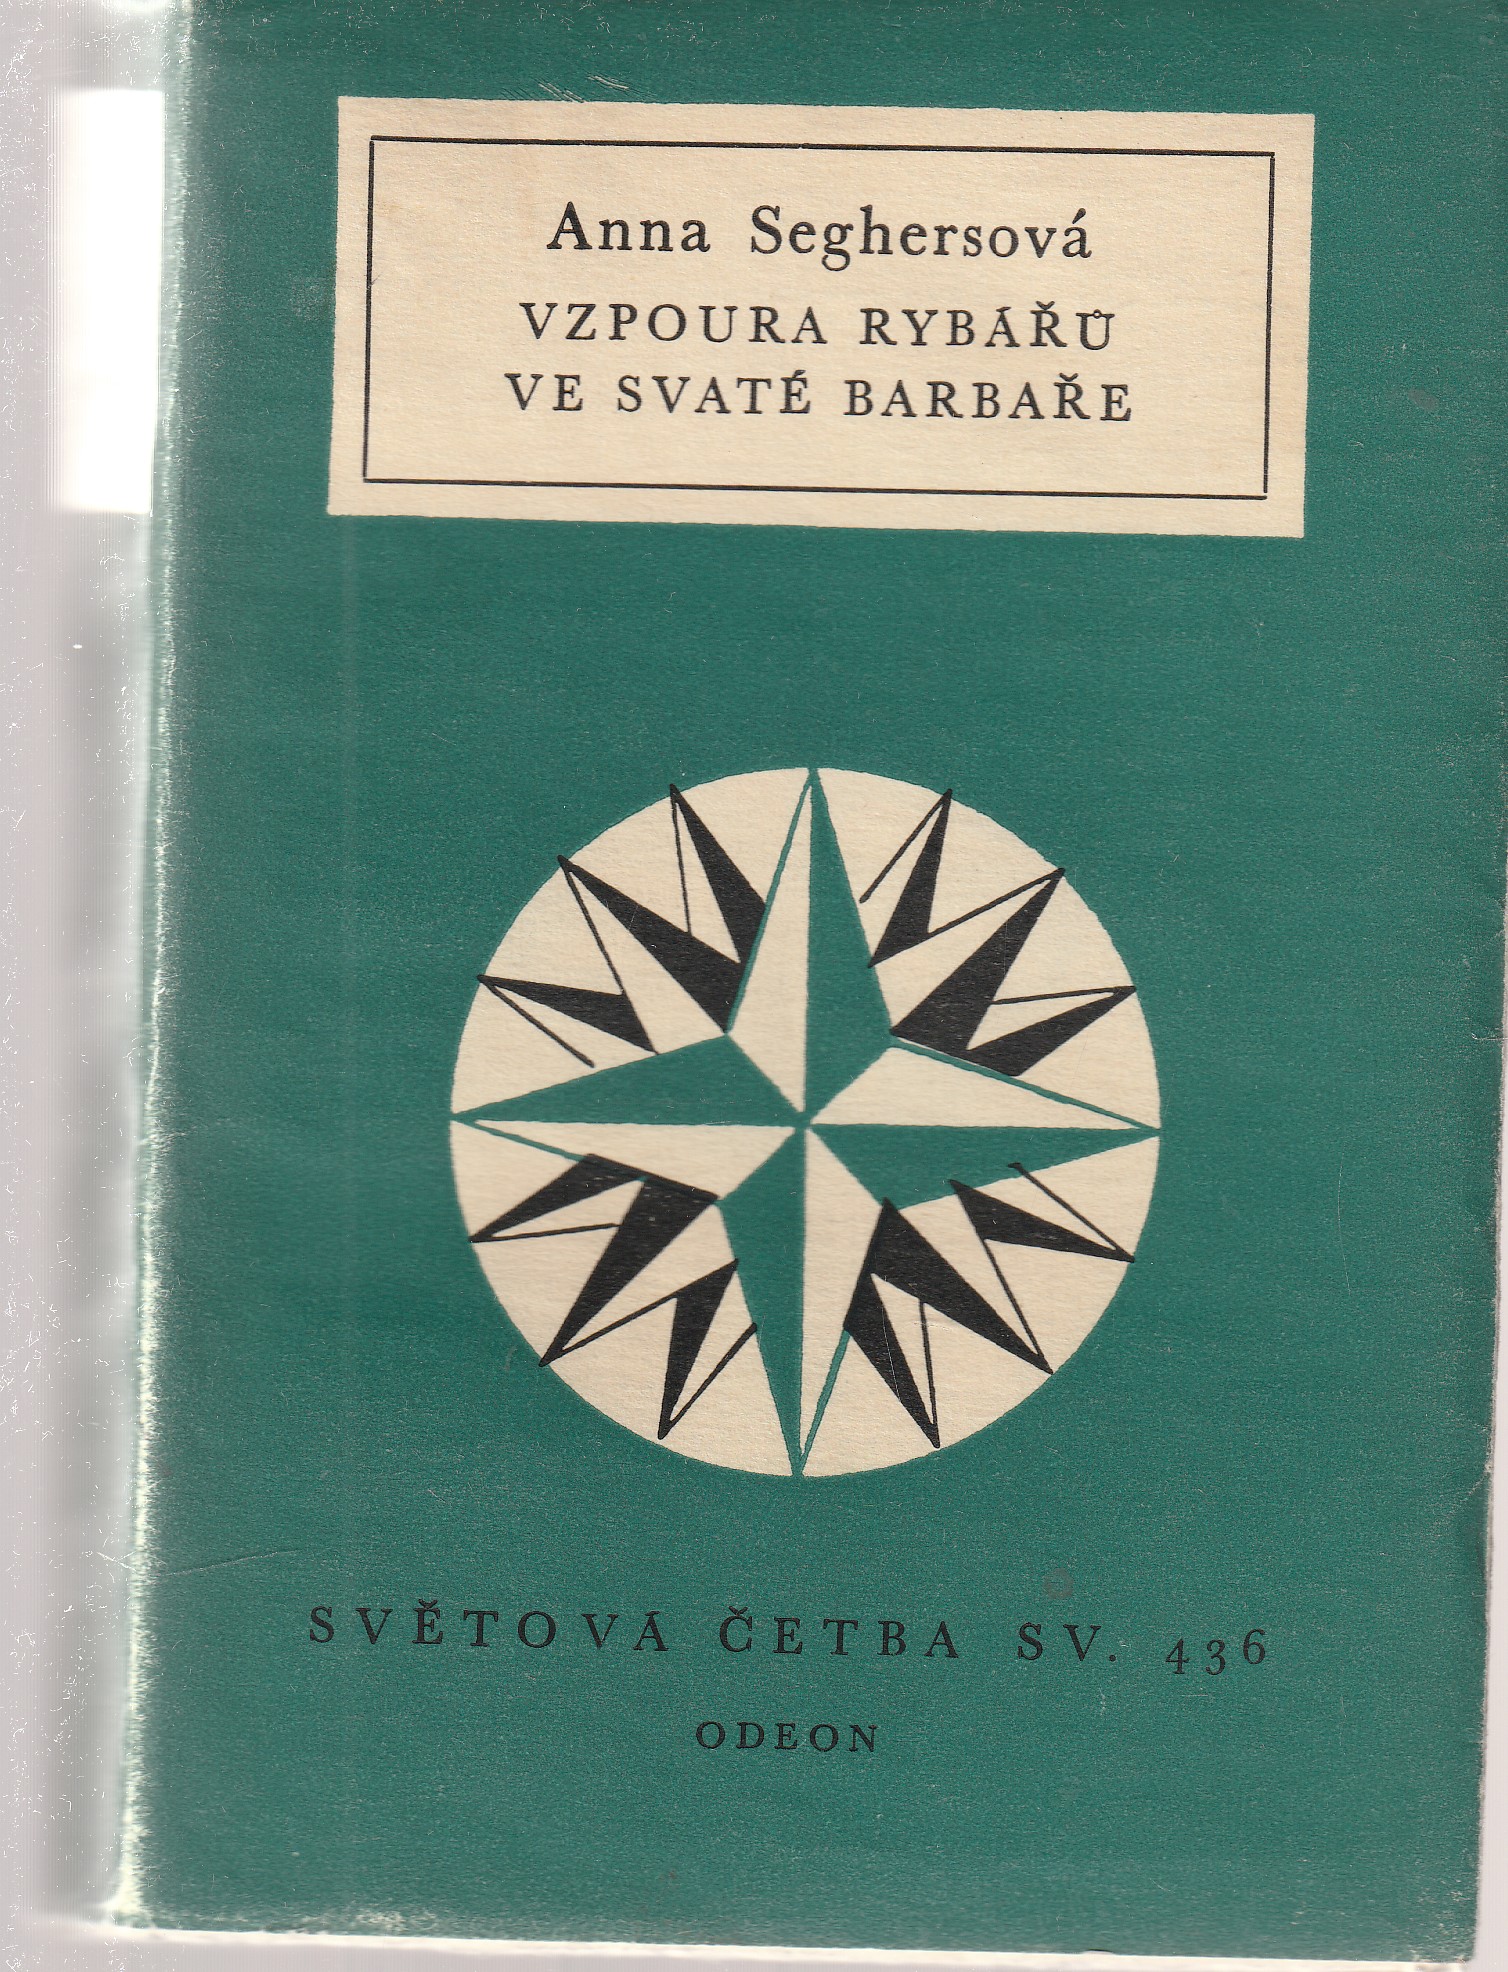 Anna Seghersová
VZPOURA RYBÁŘŮ
VE SVATÉ BARBAŘE
SVĚTOVÁ ČETBA SV. 436
ODEON